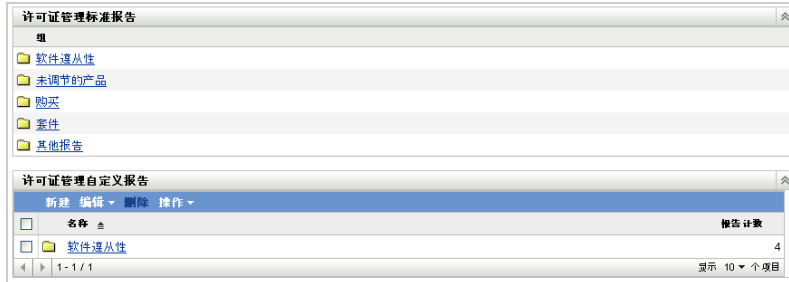 许可证管理标准报告
组
软件遵从性
未调节的产品
购买
套件
其他报告
许可证管理自定义报告
新建 编辑 删除 操作
名称 报告计数
软件遵从性 4
1 - 1 / 1 显示 10 个项目